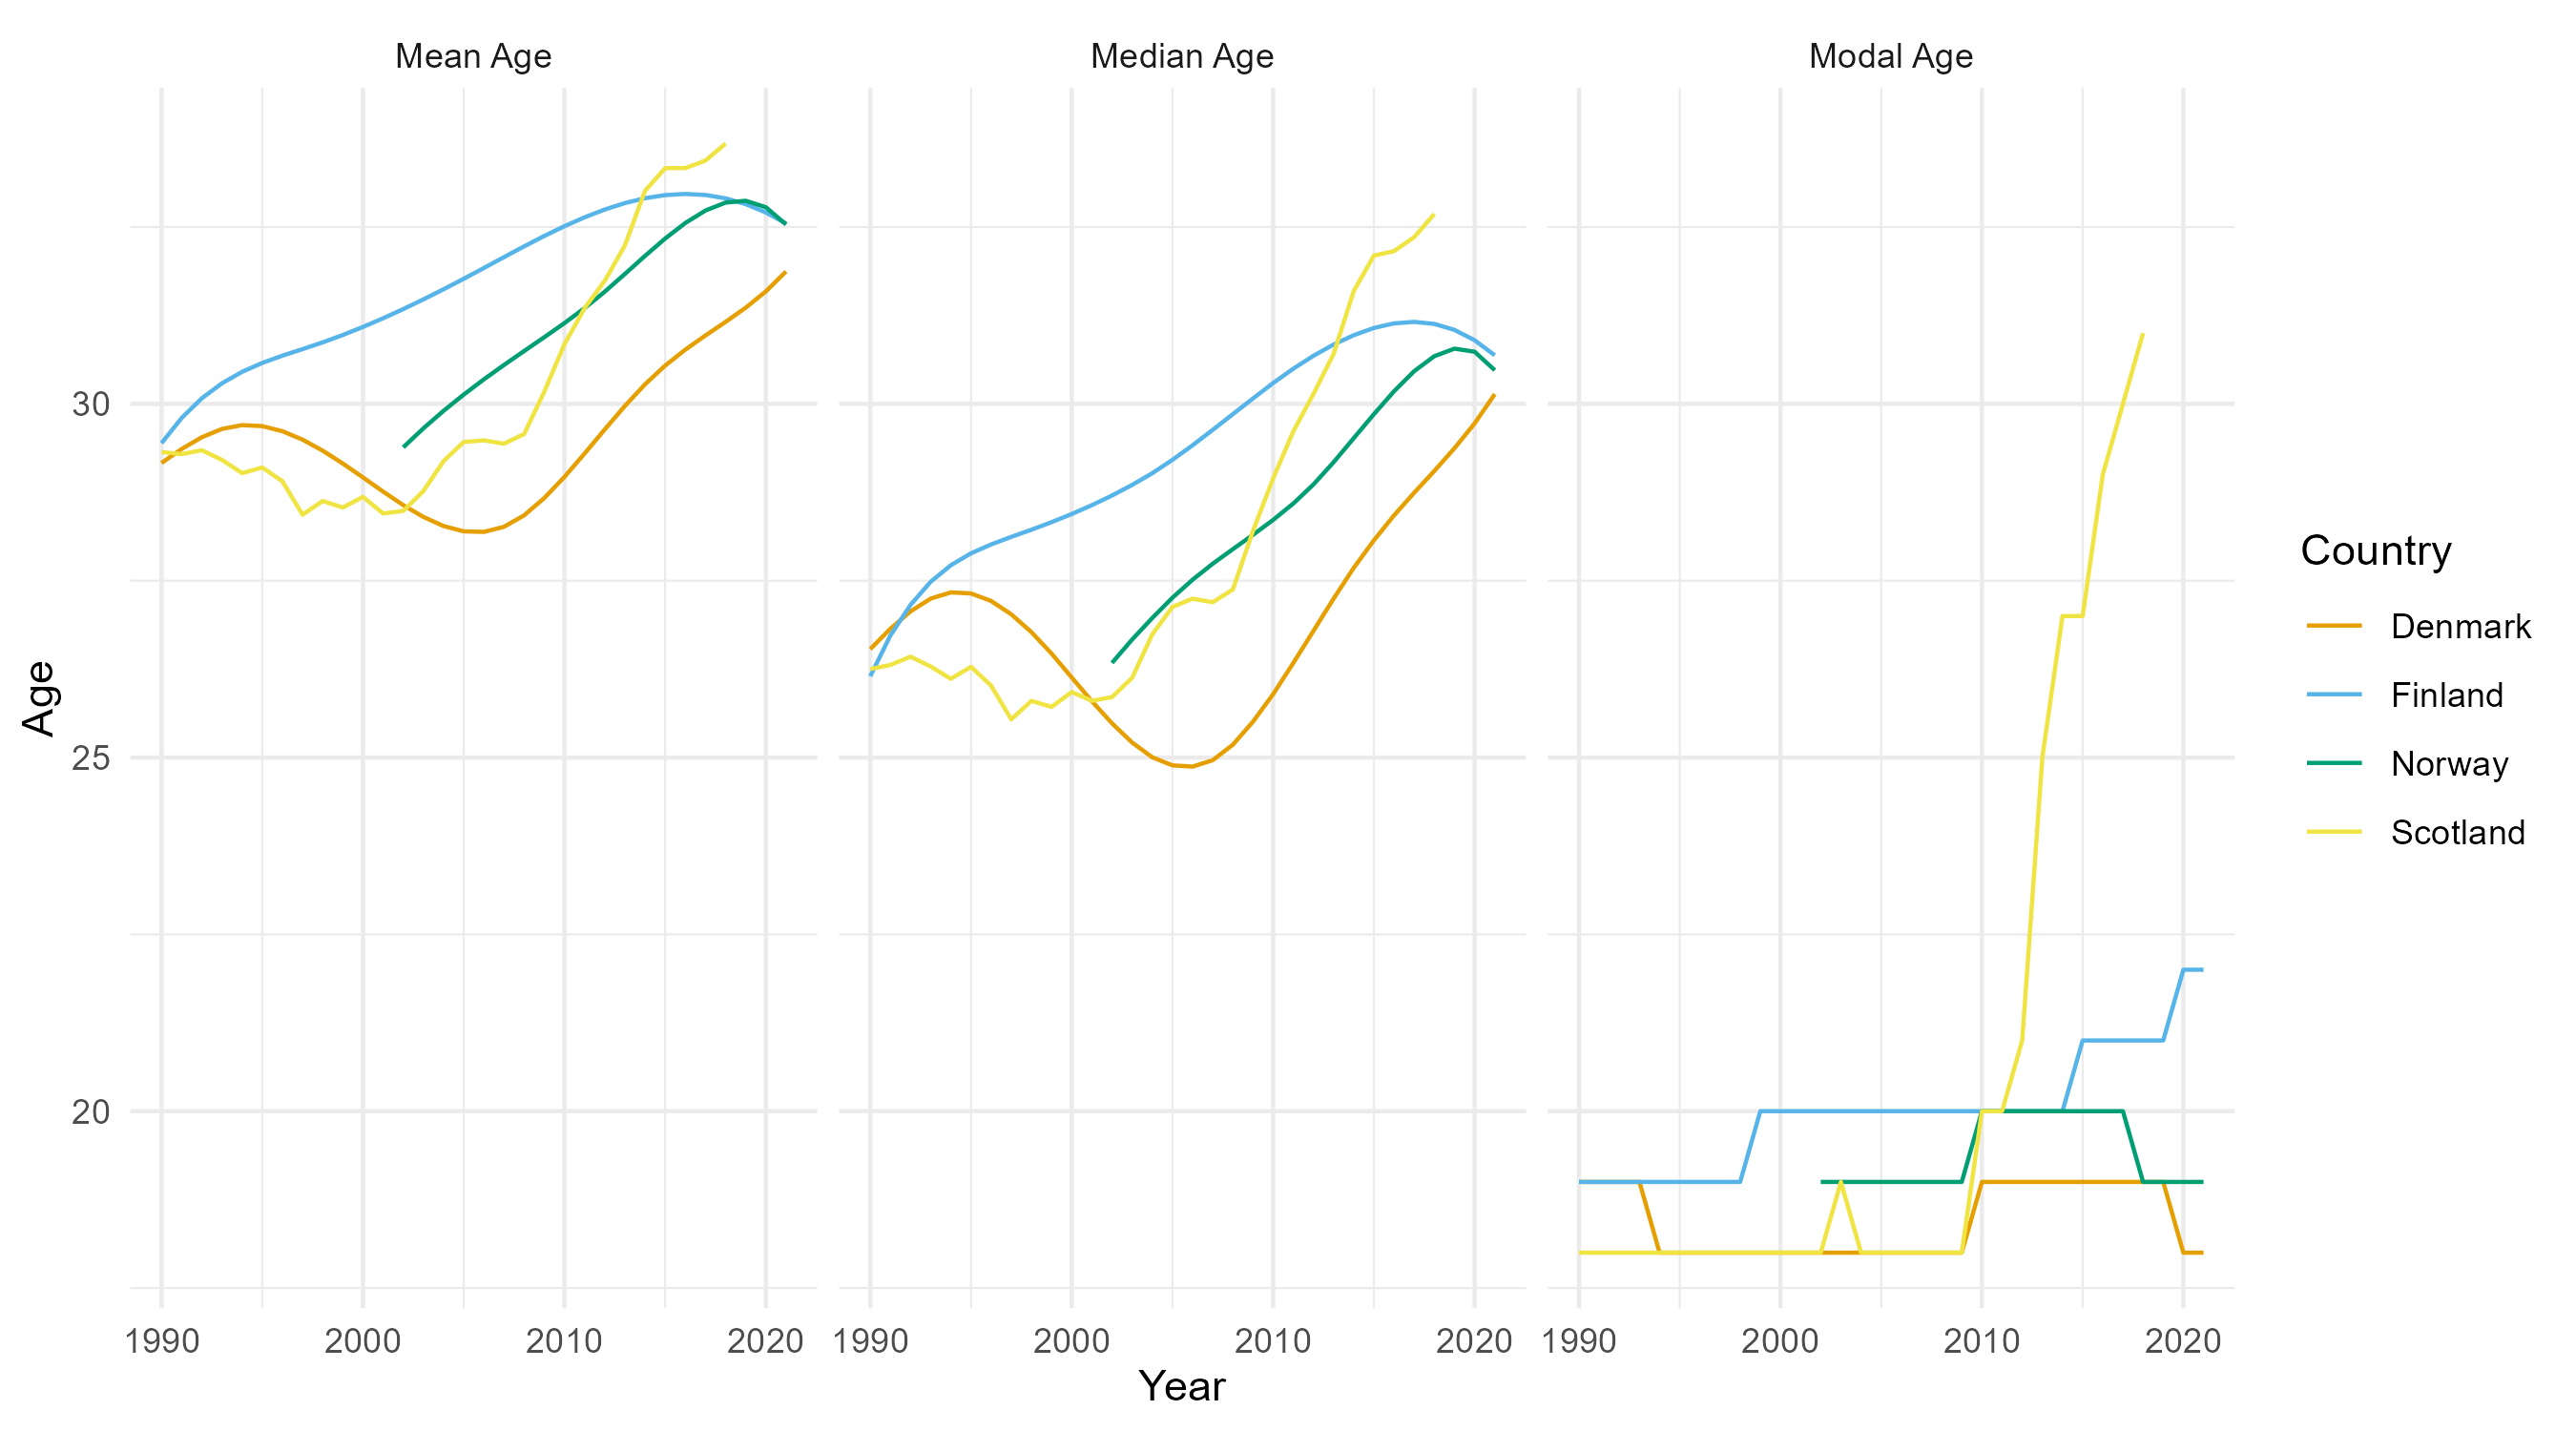 Mean Age
Median Age
Modal Age
30
25
20
Age
1990 2000 2010 2020
1990 2000 2010 2020
1990 2000 2010 2020
Year
Country
Denmark
Finland
Norway
Scotland